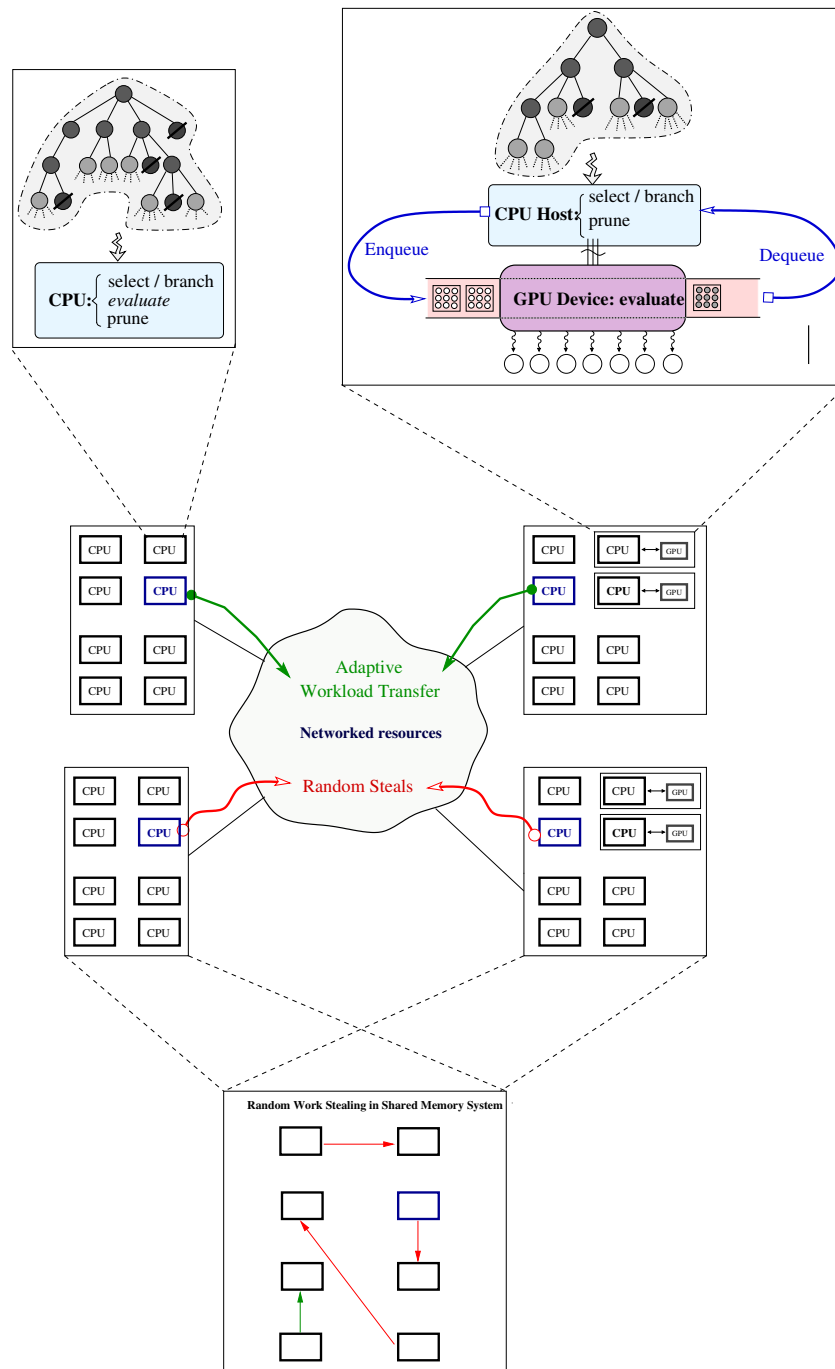 select / branch
CPU Host:
prune
Enqueue
Dequeue
GPU Device: evaluate
select / branch
CPU:
evaluate
prune
CPU
CPU
CPU
CPU
CPU
CPU
CPU
CPU
CPU
CPU
GPU
CPU
CPU
GPU
CPU
CPU
CPU
CPU
Adaptive
Workload Transfer
Networked resources
Random Steals
CPU
CPU
CPU
CPU
CPU
CPU
CPU
CPU
CPU
CPU
GPU
CPU
CPU
GPU
CPU
CPU
CPU
CPU
Random Work Stealing in Shared Memory System